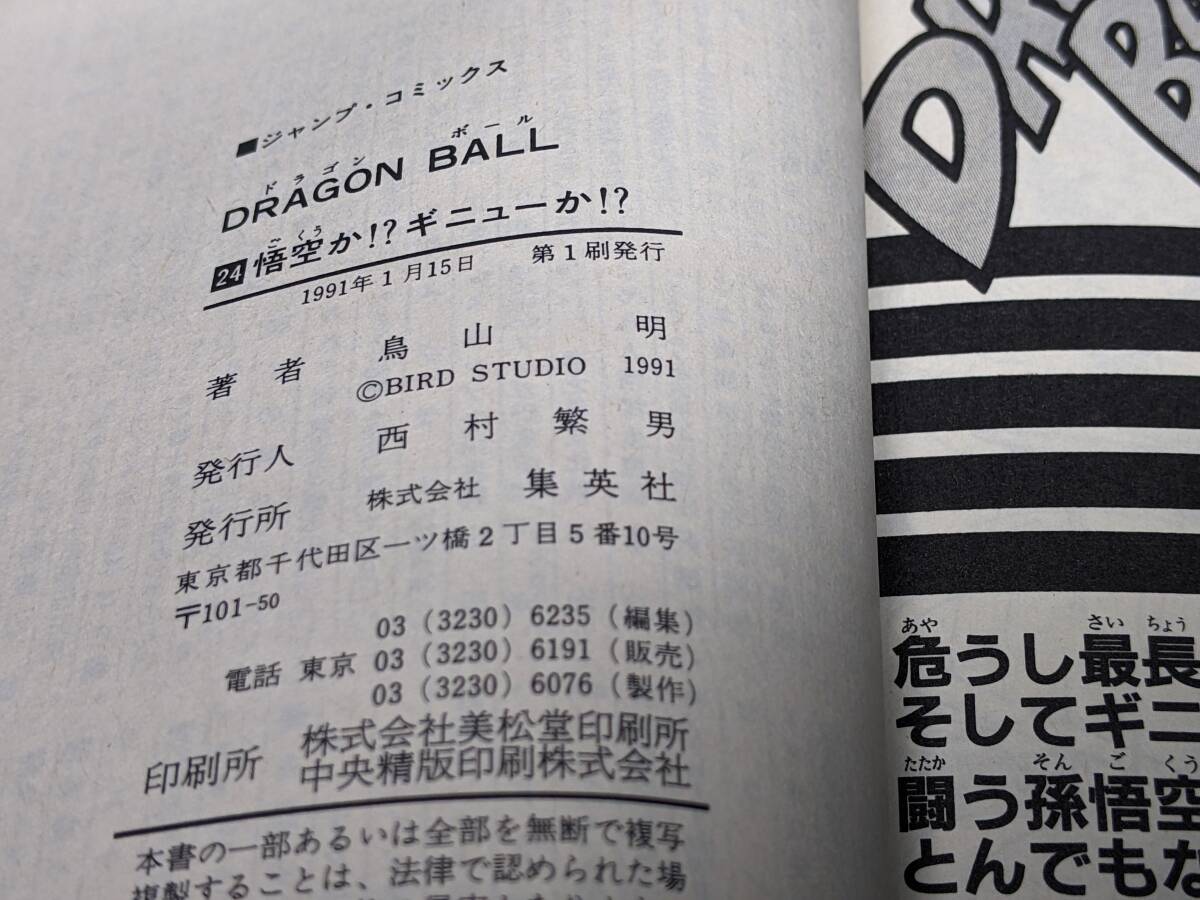 ■ジャンプ・コミックス
ドラゴン ボール
DRAGON BALL
ごくう
24 悟空か!?ギニューか!?
1991年1月15日 第1刷発行
著者 鳥山 明
©BIRD STUDIO 1991
発行人 西村繁男
発行所 株式会社 集英社
東京都千代田区一ツ橋2丁目5番10号
〒101-50
03 (3230) 6235 (編集)
電話 東京 03 (3230) 6191 (販売)
03 (3230) 6076 (製作)
印刷所 株式会社美松堂印刷所
中央精版印刷株式会社
本書の一部あるいは全部を無断で複写
複製することは、法律で認められた場
あや さい ちょう
危うし最長
そしてギニ
たたか そん ご くう
闘う孫悟空
とんでもな